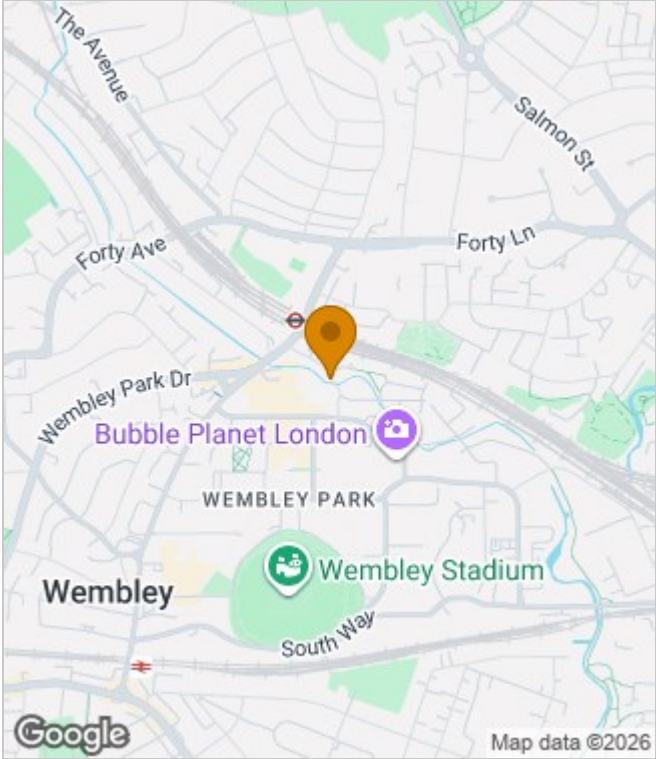 The Avenue
Salmon St
Forty Ave
Forty Ln
Wembley Park Dr
Bubble Planet London
WEMBLEY PARK
Wembley Stadium
Wembley
South Way
Google
Map data ©2026